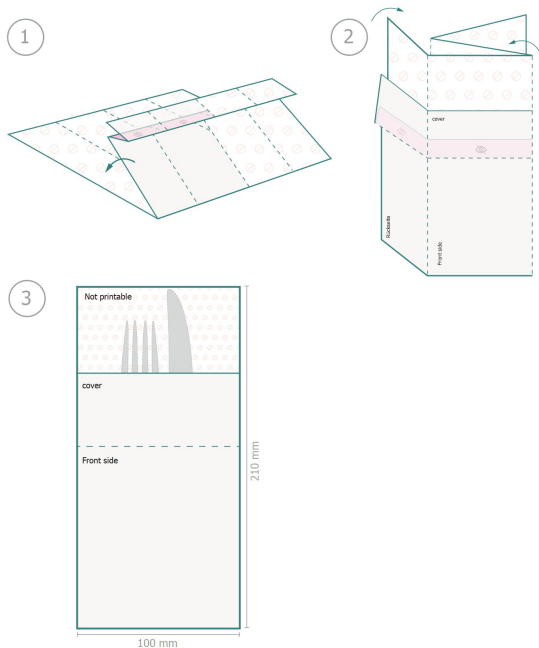 1
2
cover
Rückseite
Front side
3
Not printable
cover
Front side
210 mm
100 mm